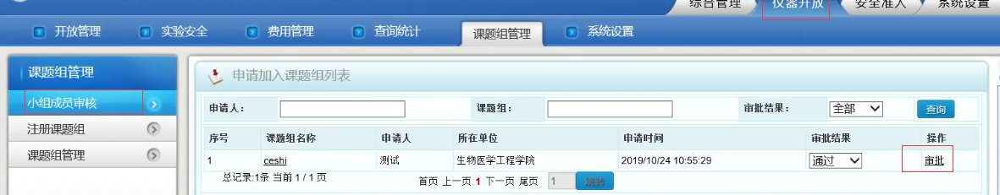 综合管理 仪器开放 安全准入 系统设置
开放管理 实验安全 费用管理 查询统计 课题组管理 系统设置
课题组管理
小组成员审核
注册课题组
课题组管理
申请加入课题组列表
申请人： 课题组： 审批结果： 全部 查询
序号 课题组名称 申请人 所在单位 申请时间 审批结果 操作
1 ceshi 测试 生物医学工程学院 2019/10/24 10:55:29 通过 审批
总记录:1条 当前 1 / 1 页 首页 上一页 1 下一页 尾页 1 跳转